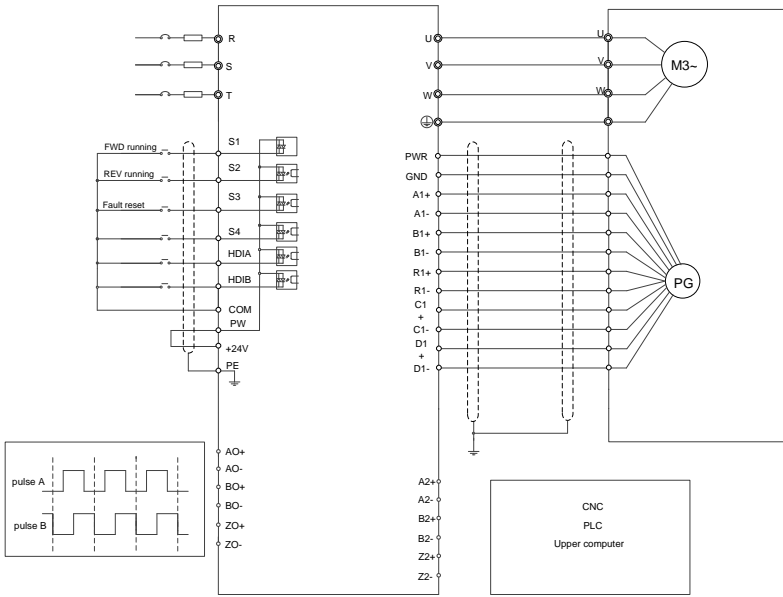 R
S
T
FWD running
REV running
Fault reset
S1
S2
S3
S4
HDIA
HDIB
COM
PW
+24V
PE
AO+
AO-
BO+
BO-
ZO+
ZO-
pulse A
pulse B
U
V
W
PWR
GND
A1+
A1-
B1+
B1-
R1+
R1-
C1
+
C1-
D1
+
D1-
A2+
A2-
B2+
B2-
Z2+
Z2-
U
V
W
M3~
PG
CNC
PLC
Upper computer